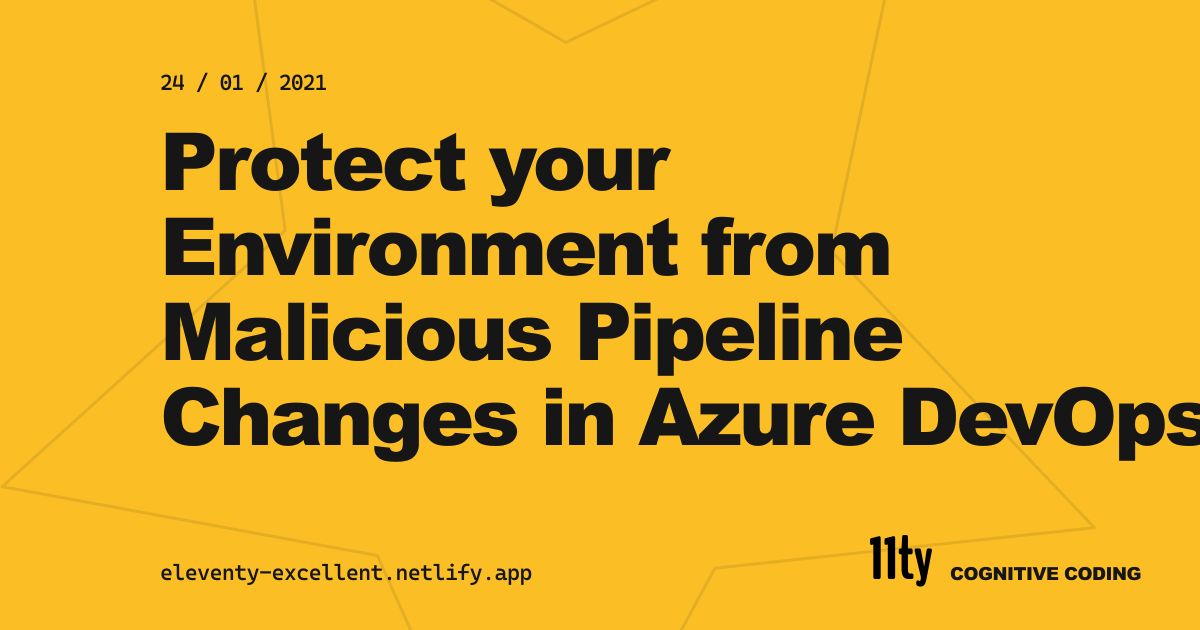 24 / 01 / 2021
Protect your
Environment from
Malicious Pipeline
Changes in Azure DevOps
eleventy-excellent.netlify.app
11ty COGNITIVE CODING